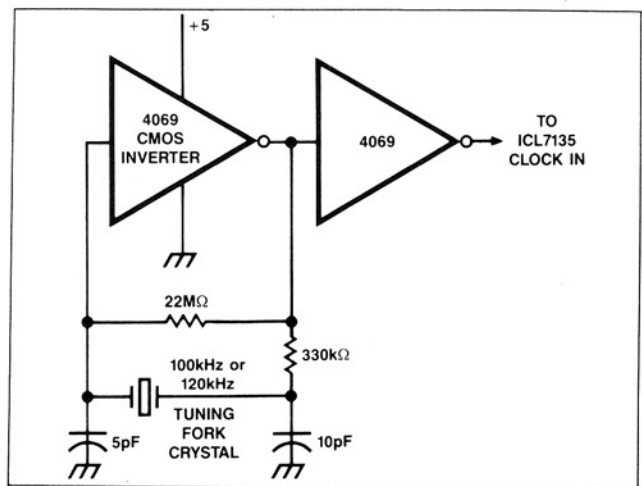 +5
4069
CMOS
INVERTER
4069
TO
ICL7135
CLOCK IN
22MΩ
330kΩ
100kHz or
120kHz
TUNING
FORK
CRYSTAL
5pF
10pF